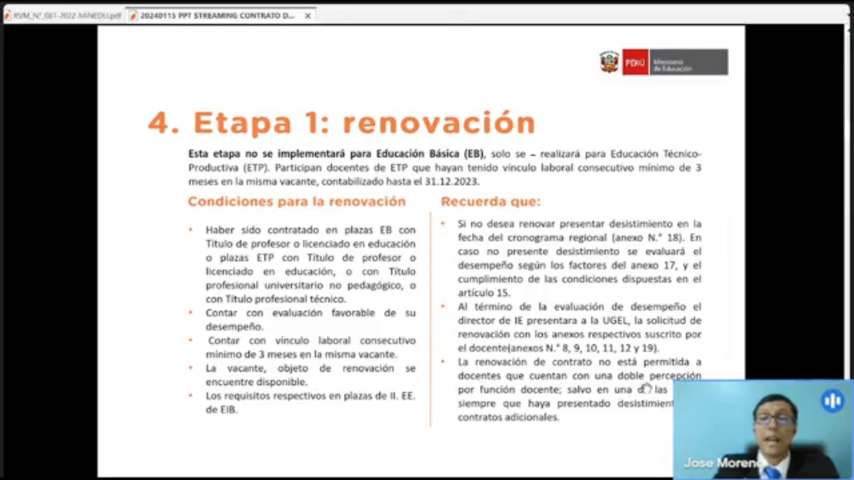 RVM_N°_081-2022-MINEDU.pdf
20240115 PPT STREAMING CONTRATO D...
PERÚ
Ministerio
de Educación
4. Etapa 1: renovación
Esta etapa no se implementará para Educación Básica (EB), solo se – realizará para Educación Técnico-
Productiva (ETP). Participan docentes de ETP que hayan tenido vínculo laboral consecutivo mínimo de 3
meses en la misma vacante, contabilizado hasta el 31.12.2023.
Condiciones para la renovación
• Haber sido contratado en plazas EB con
Título de profesor o licenciado en educación
o plazas ETP con Título de profesor o
licenciado en educación, o con Título
profesional universitario no pedagógico, o
con Título profesional técnico.
• Contar con evaluación favorable de su
desempeño.
• Contar con vínculo laboral consecutivo
mínimo de 3 meses en la misma vacante.
• La vacante, objeto de renovación se
encuentre disponible.
• Los requisitos respectivos en plazas de II. EE.
de EIB.
Recuerda que:
• Si no desea renovar presentar desistimiento en la
fecha del cronograma regional (anexo N.° 18). En
caso no presente desistimiento se evaluará el
desempeño según los factores del anexo 17, y el
cumplimiento de las condiciones dispuestas en el
artículo 15.
• Al término de la evaluación de desempeño el
director de IE presentara a la UGEL, la solicitud de
renovación con los anexos respectivos suscrito por
el docente(anexos N.° 8, 9, 10, 11, 12 y 19).
• La renovación de contrato no está permitida a
docentes que cuentan con una doble percepción
por función docente; salvo en una las
siempre que haya presentado
contratos adicionales.
Jose Moreno